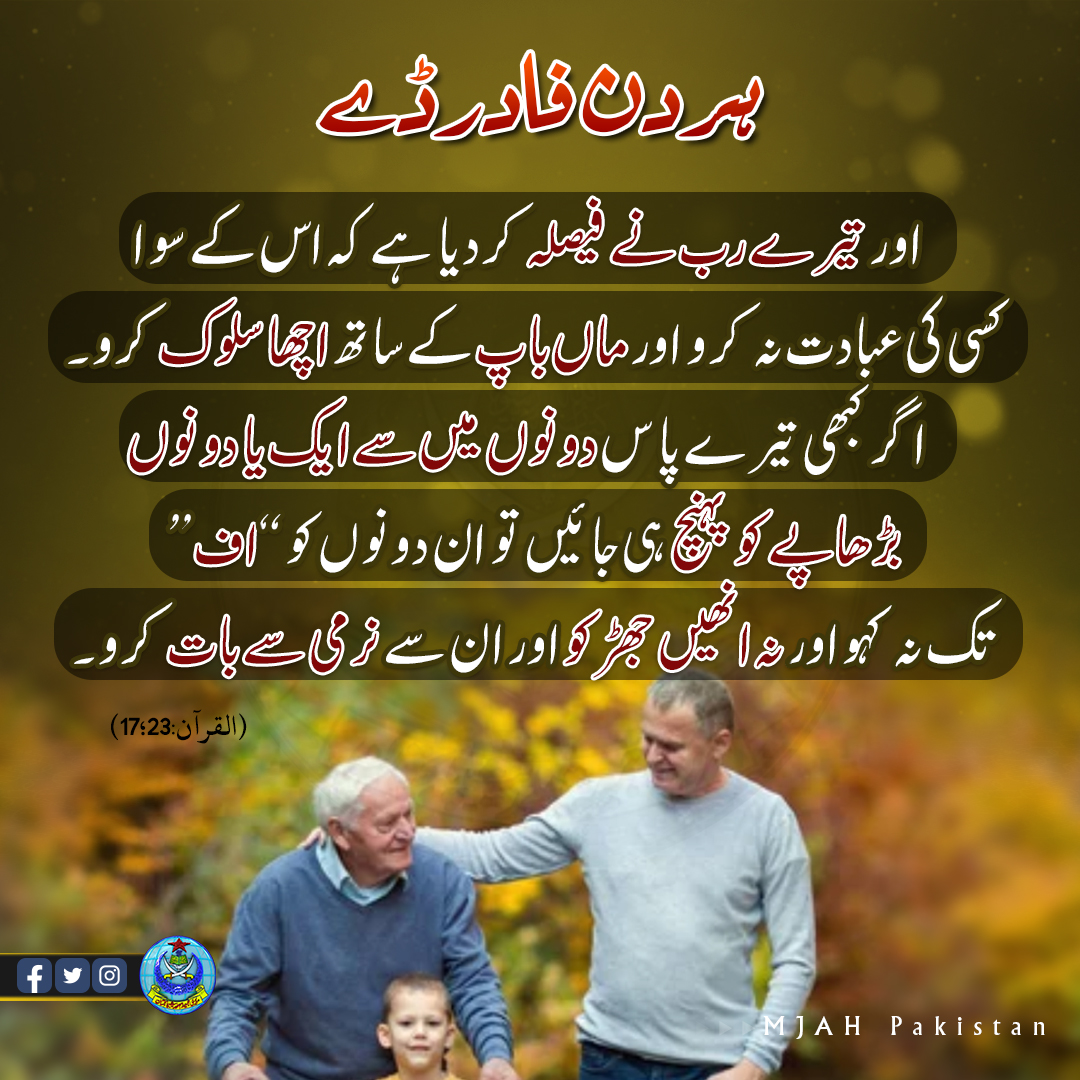 ہر دن فادر ڈے
اور تیرے رب نے فیصلہ کر دیا ہے کہ اس کے سوا
کسی کی عبادت نہ کرو اور ماں باپ کے ساتھ اچھا سلوک کرو۔
اگر کبھی تیرے پاس دونوں میں سے ایک یا دونوں
بڑھاپے کو پہنچ ہی جائیں تو ان دونوں کو “اف”
تک نہ کہو اور نہ انھیں جھڑکو اور ان سے نرمی سے بات کرو۔
(القرآن:17؛23)
MJAH Pakistan